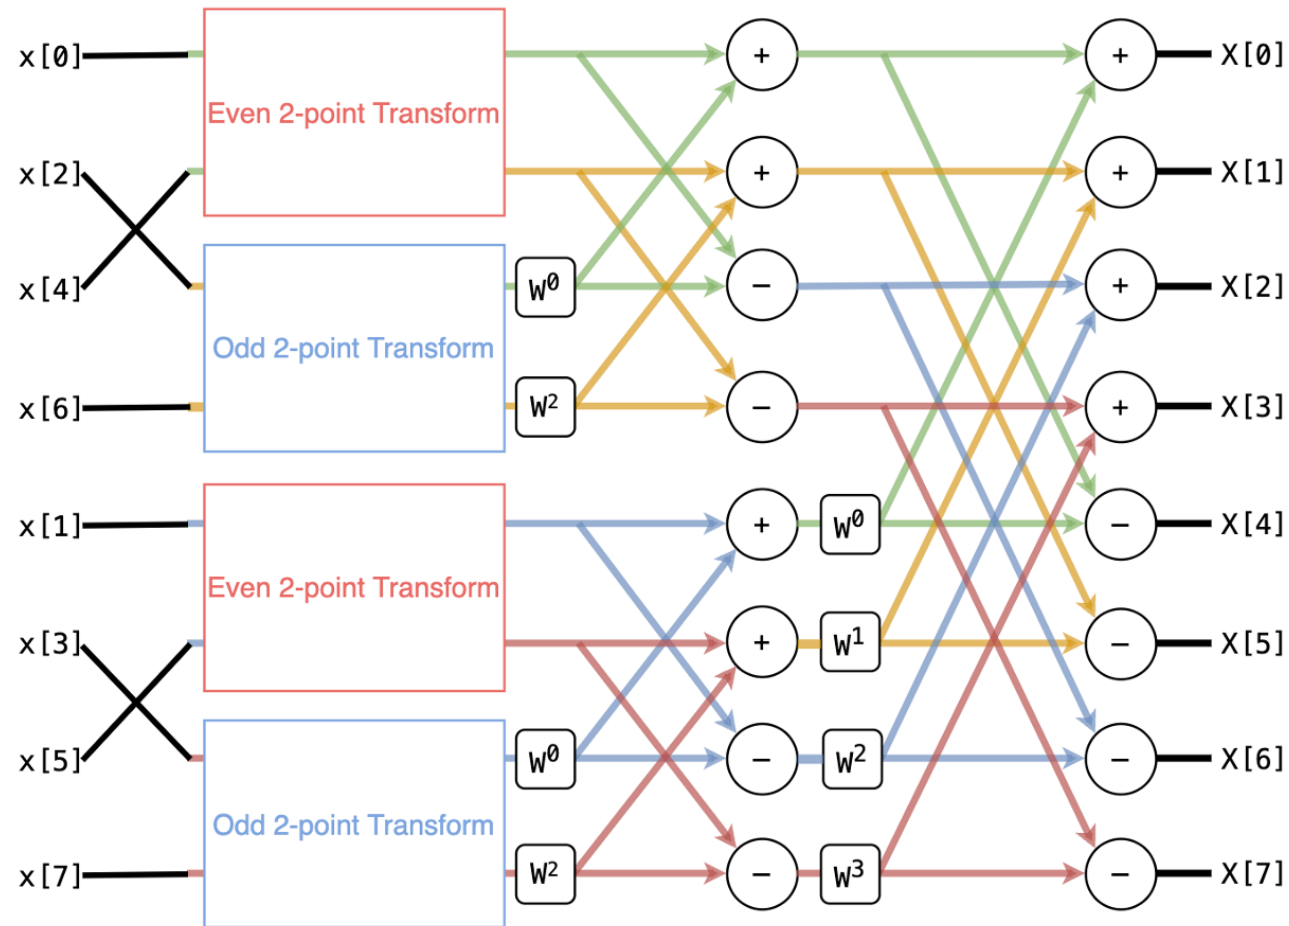 x[0] + + X[0]
Even 2-point Transform
x[2] + + X[1]
x[4] W⁰ − + X[2]
Odd 2-point Transform
x[6] W² − + X[3]
x[1] + W⁰ − X[4]
Even 2-point Transform
x[3] + W¹ − X[5]
x[5] W⁰ − W² − X[6]
Odd 2-point Transform
x[7] W² − W³ − X[7]